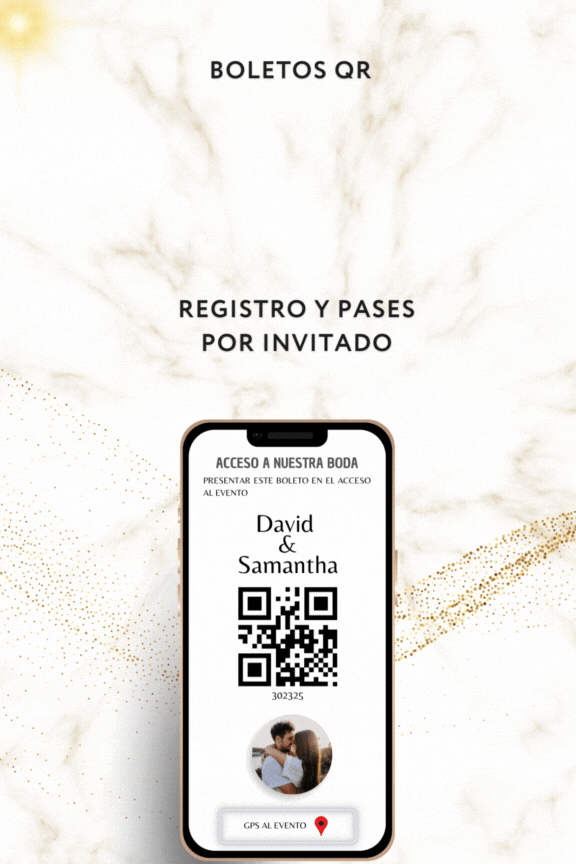 BOLETOS QR
REGISTRO Y PASES
POR INVITADO
ACCESO A NUESTRA BODA
PRESENTAR ESTE BOLETO EN EL ACCESO
AL EVENTO
David
&
Samantha
302325
GPS AL EVENTO